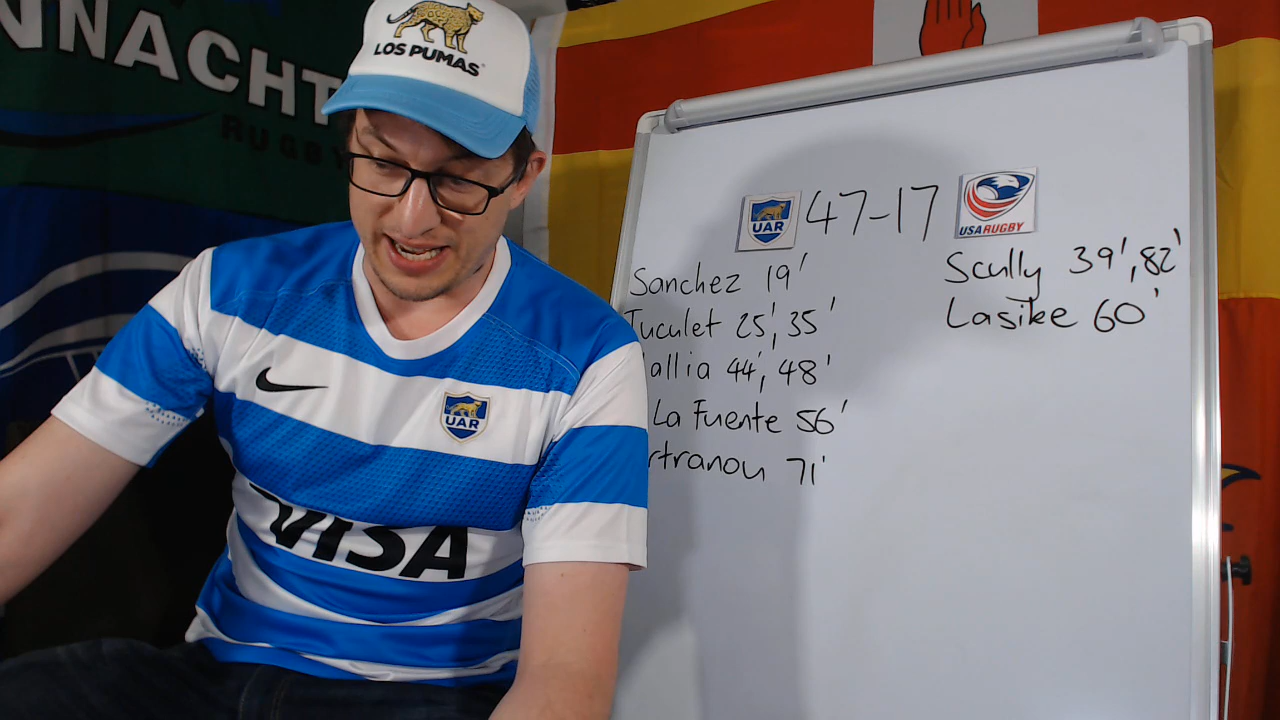 NNACHT
RUGBY
LOS PUMAS
UAR
VISA
UAR 47-17 USA RUGBY
Sanchez 19'
Tuculet 25', 35'
allia 44', 48'
La Fuente 56'
rtranou 71'
Scully 39', 82'
Lasike 60'